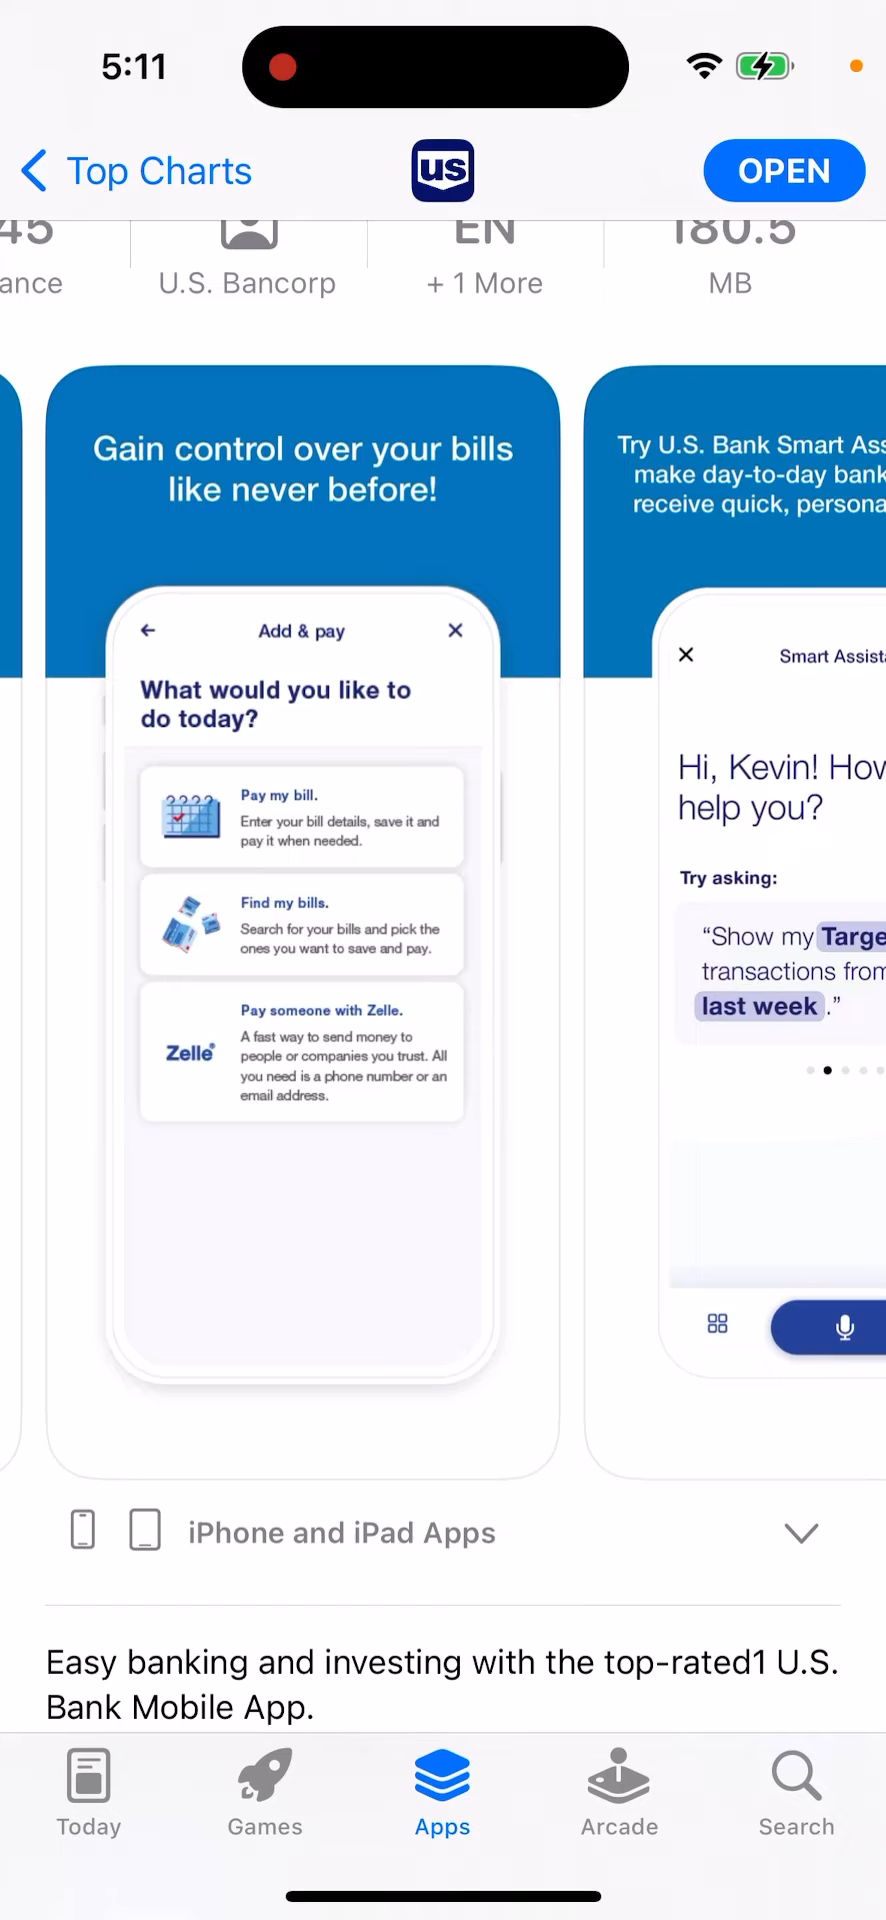 5:11
Top Charts
us
OPEN
45
EN
180.5
ance
U.S. Bancorp
+ 1 More
MB
Gain control over your bills
like never before!
Add & pay
What would you like to
do today?
Pay my bill.
Enter your bill details, save it and
pay it when needed.
Find my bills.
Search for your bills and pick the
ones you want to save and pay.
Pay someone with Zelle.
Zelle®
A fast way to send money to
people or companies you trust. All
you need is a phone number or an
email address.
Try U.S. Bank Smart Ass
make day-to-day bank
receive quick, persona
Smart Assista
Hi, Kevin! How
help you?
Try asking:
“Show my Targe
transactions from
last week.”
iPhone and iPad Apps
Easy banking and investing with the top-rated1 U.S.
Bank Mobile App.
Today
Games
Apps
Arcade
Search